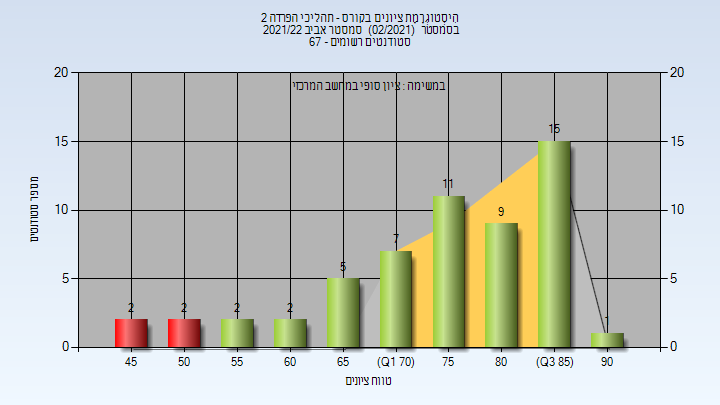 היסטוגרמת ציונים בקורס - תהליכי הפרדה 2
בסמסטר (02/2021) סמסטר אביב 2021/22
סטודנטים רשומים - 67
במשימה : ציון סופי במחשב המרכזי
מספר סטודנטים
20 20
15 15
10 10
5 5
0 0
2 2 2 2 5 7 11 9 15 1
45 50 55 60 65 (Q1 70) 75 80 (Q3 85) 90
טווח ציונים